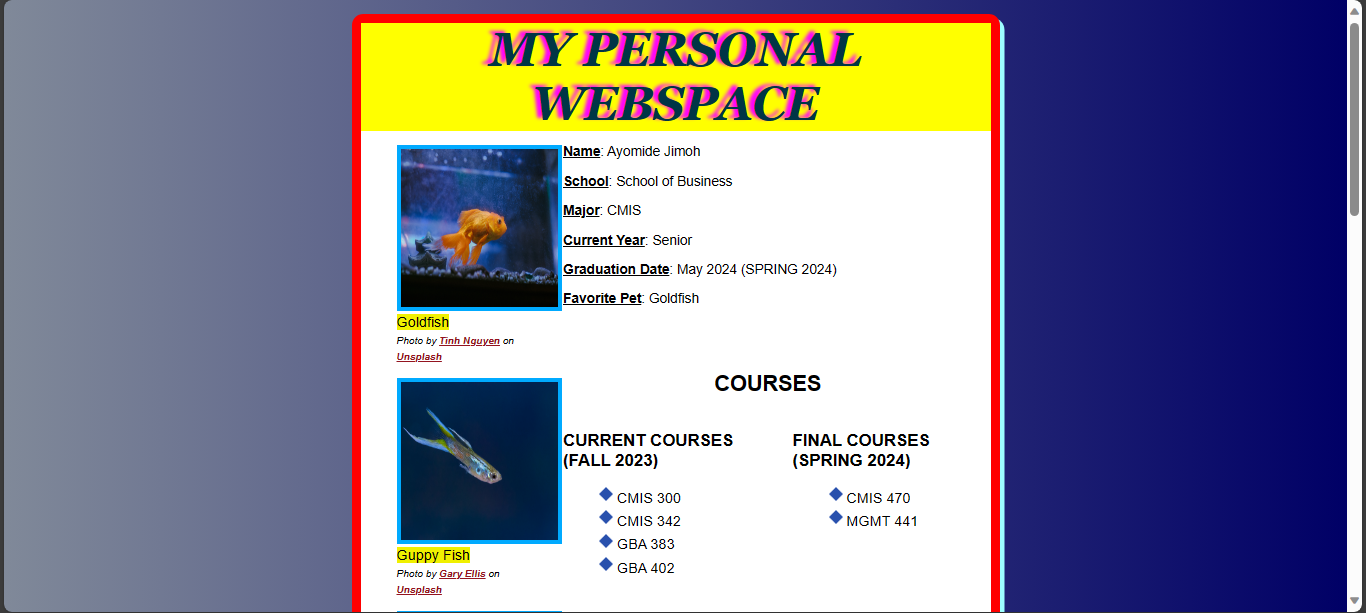 MY PERSONAL
WEBSPACE
Name: Ayomide Jimoh
School: School of Business
Major: CMIS
Current Year: Senior
Graduation Date: May 2024 (SPRING 2024)
Favorite Pet: Goldfish
Goldfish
Photo by Tinh Nguyen on
Unsplash
COURSES
CURRENT COURSES
(FALL 2023)
CMIS 300
CMIS 342
GBA 383
GBA 402
FINAL COURSES
(SPRING 2024)
CMIS 470
MGMT 441
Guppy Fish
Photo by Gary Ellis on
Unsplash